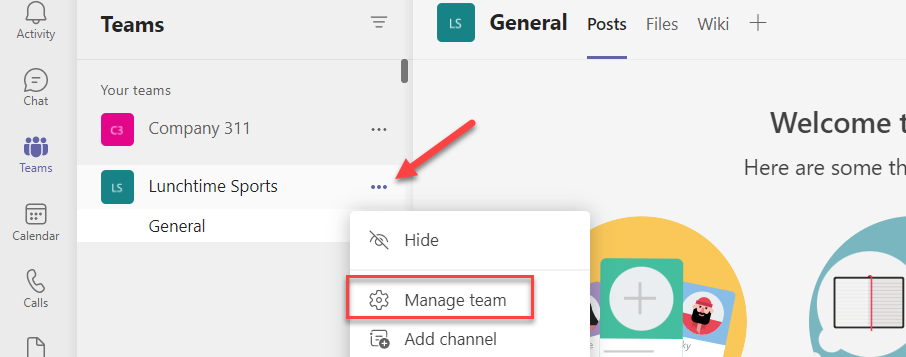 Activity
Chat
Teams
Calendar
Calls
Teams
Your teams
C3 Company 311 ...
LS Lunchtime Sports ...
General
Hide
Manage team
Add channel
LS General Posts Files Wiki +
Welcome t
Here are some th
ky